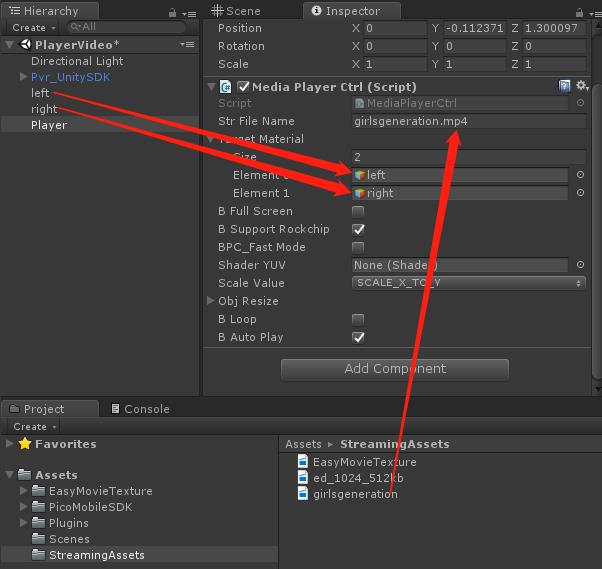 Hierarchy
Create
All
PlayerVideo*
Directional Light
Pvr_UnitySDK
left
right
Player
Scene
Inspector
Position X 0 Y -0.112371 Z 1.300097
Rotation X 0 Y 0 Z 0
Scale X 1 Y 1 Z 1
Media Player Ctrl (Script)
Script MediaPlayerCtrl
Str File Name girlsgeneration.mp4
Target Material
Size 2
Element left
Element 1 right
B Full Screen
B Support Rockchip
BPC_Fast Mode
Shader YUV None (Shader)
Scale Value SCALE_X_TO_Y
Obj Resize
B Loop
B Auto Play
Add Component
Project
Console
Create
Favorites
Assets
EasyMovieTexture
PicoMobileSDK
Plugins
Scenes
StreamingAssets
Assets StreamingAssets
EasyMovieTexture
ed_1024_512kb
girlsgeneration